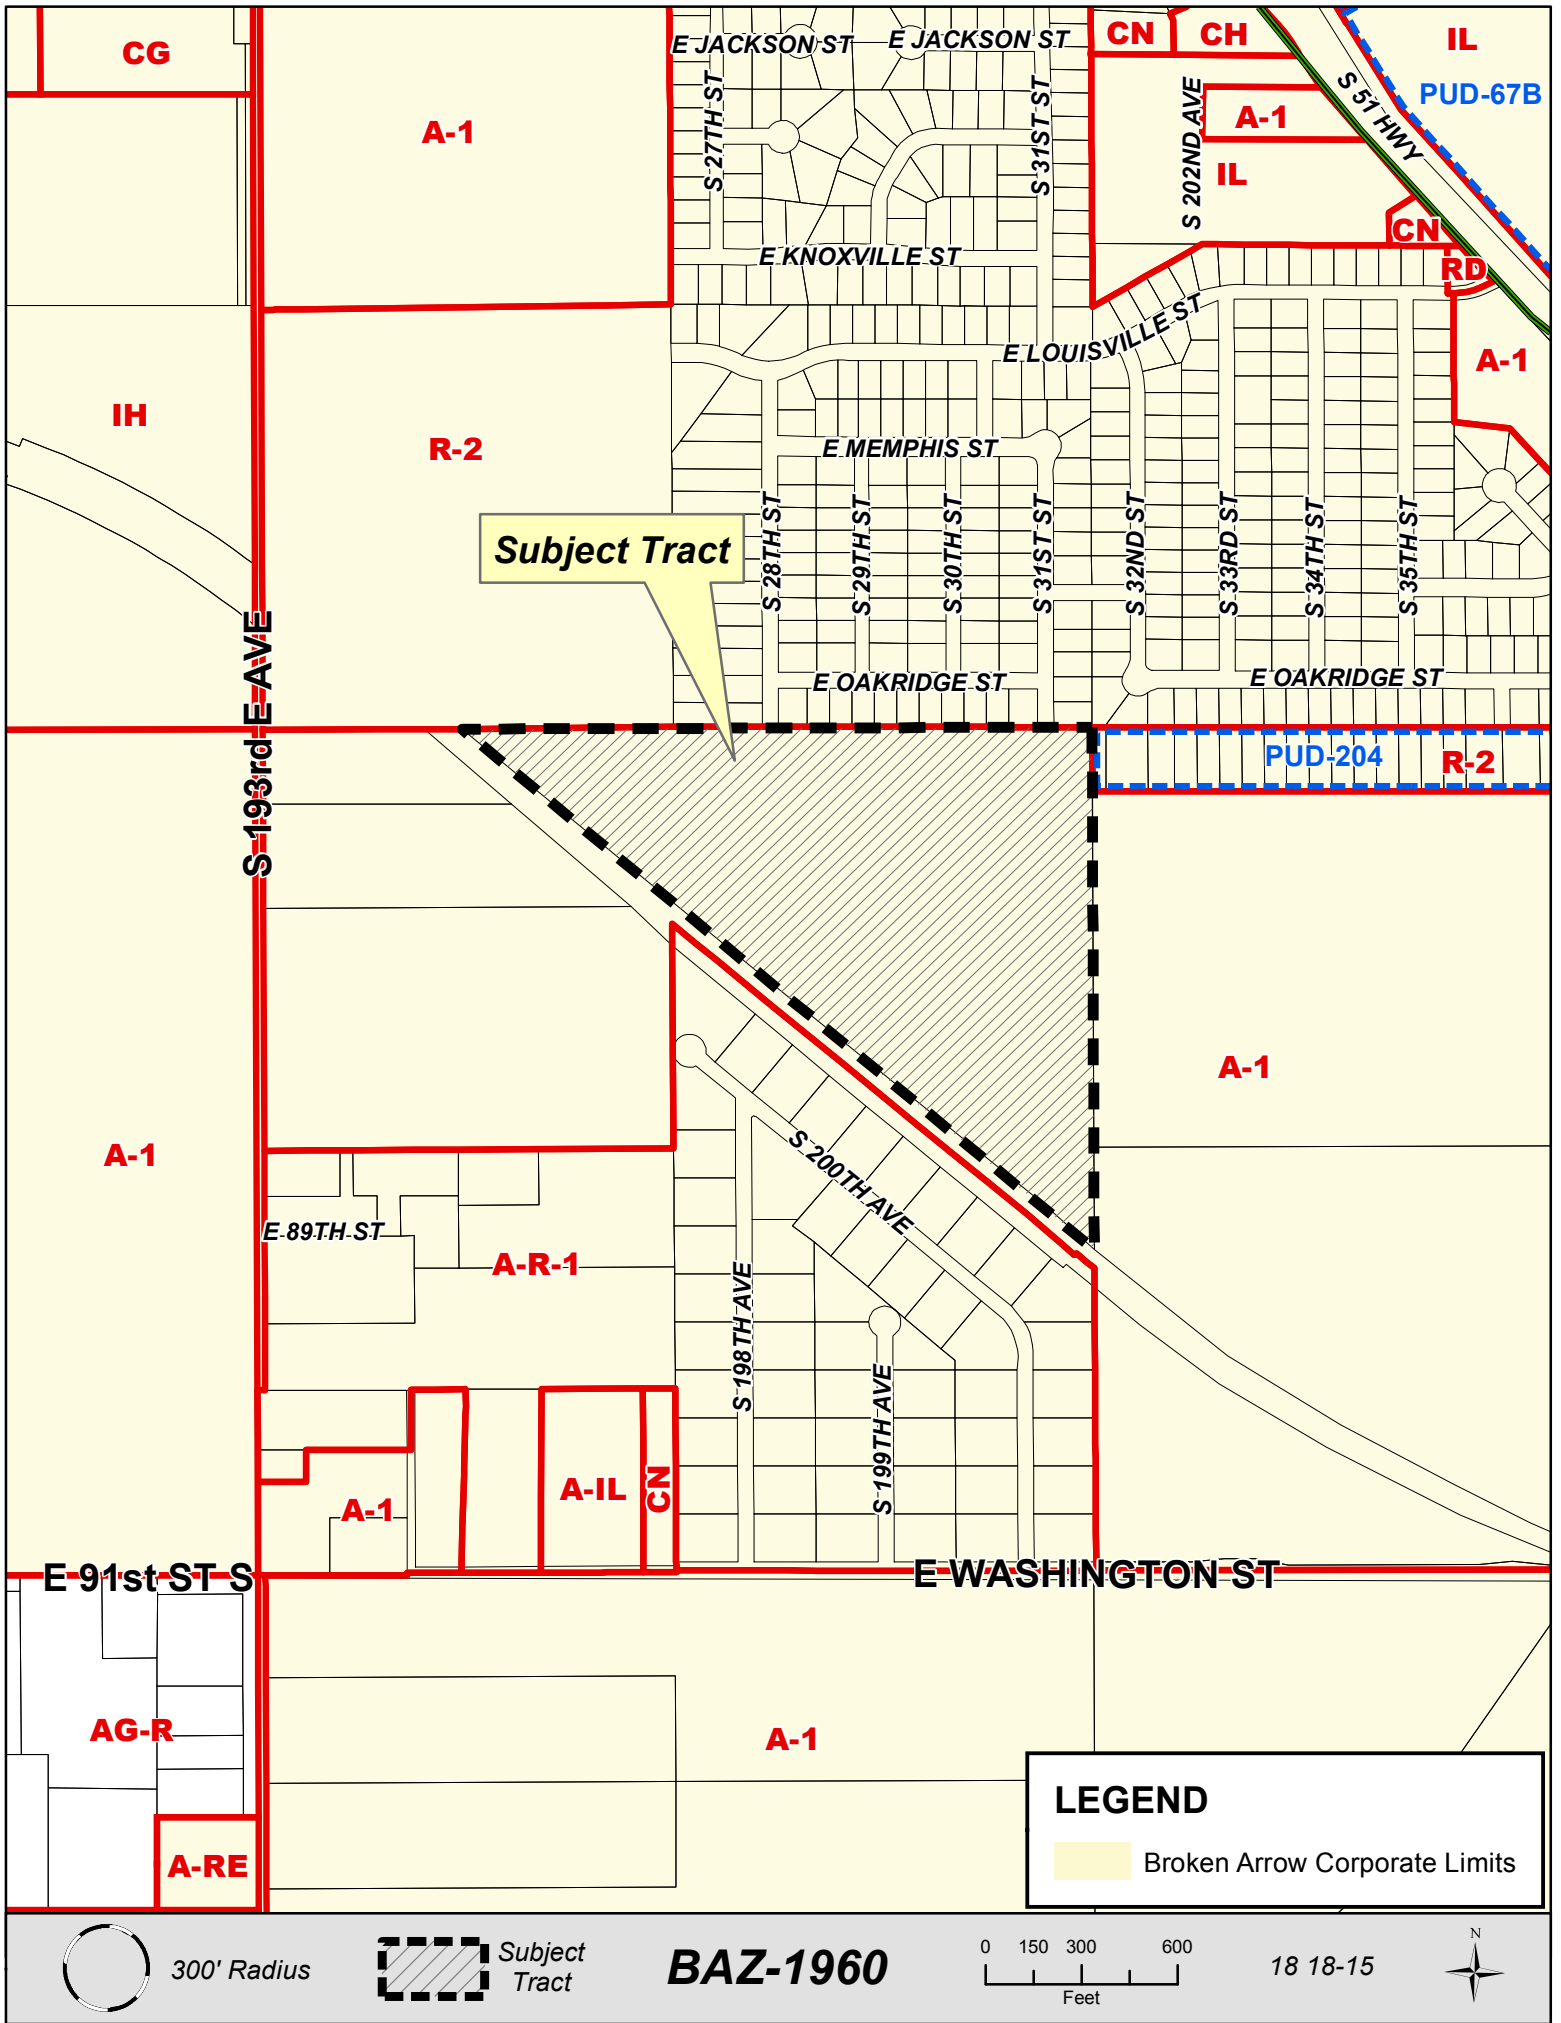 CG
A-1
E JACKSON ST
E JACKSON ST
CN
CH
IL
PUD-67B
S 51 HWY
S 27TH ST
S 31ST ST
S 202ND AVE
A-1
IL
CN
RD
E KNOXVILLE ST
E LOUISVILLE ST
A-1
IH
R-2
E MEMPHIS ST
Subject Tract
S 28TH ST
S 29TH ST
S 30TH ST
S 31ST ST
S 32ND ST
S 33RD ST
S 34TH ST
S 35TH ST
E OAKRIDGE ST
E OAKRIDGE ST
S 193rd E AVE
PUD-204
R-2
A-1
A-1
S 200TH AVE
E 89TH ST
A-R-1
S 198TH AVE
S 199TH AVE
A-1
A-IL
CN
E 91st ST S
E WASHINGTON ST
AG-R
A-1
A-RE
LEGEND
Broken Arrow Corporate Limits
300' Radius
Subject
Tract
BAZ-1960
0 150 300 600
Feet
18 18-15
N